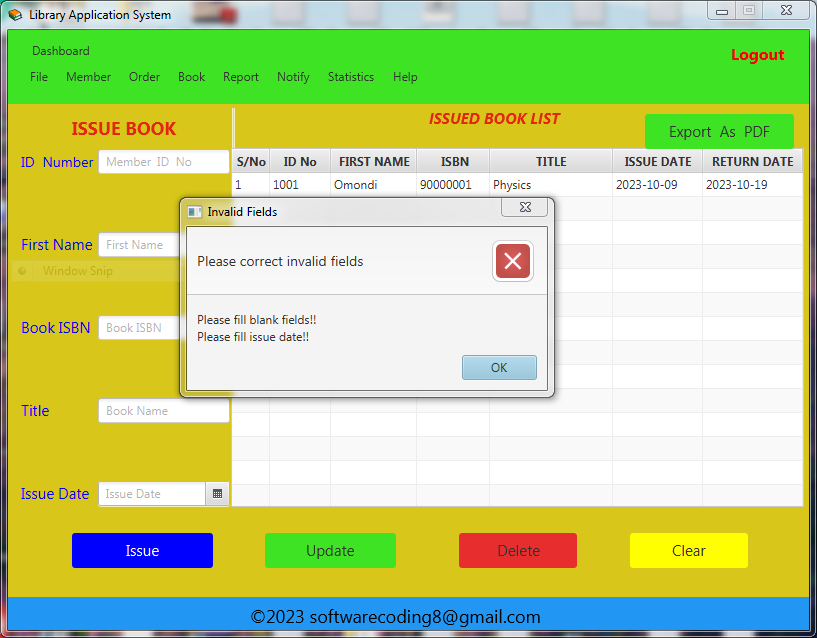 Library Application System
Dashboard
Logout
File Member Order Book Report Notify Statistics Help
ISSUE BOOK
ISSUED BOOK LIST
Export As PDF
ID Number Member ID No
S/No ID No FIRST NAME ISBN TITLE ISSUE DATE RETURN DATE
1 1001 Omondi 90000001 Physics 2023-10-09 2023-10-19
Invalid Fields
First Name First Name
Please correct invalid fields
Window Snip
Please fill blank fields!!
Book ISBN Book ISBN
Please fill issue date!!
OK
Title Book Name
Issue Date Issue Date
Issue Update Delete Clear
©2023 softwarecoding8@gmail.com